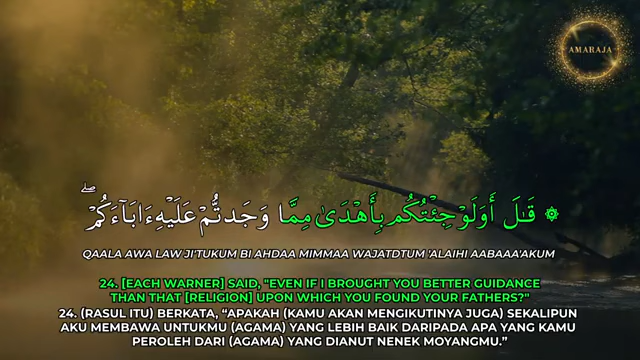 AMARAJA
۞ قَٰلَ أَوَلَوْ جِئْتُكُم بِأَهْدَىٰ مِمَّا وَجَدتُّمْ عَلَيْهِ ءَابَآءَكُمْ ۖ
QAALA AWA LAW JI'TUKUM BI AHDAA MIMMAA WAJATDTUM 'ALAIHI AABAAA'AKUM
24. [EACH WARNER] SAID, "EVEN IF I BROUGHT YOU BETTER GUIDANCE
THAN THAT [RELIGION] UPON WHICH YOU FOUND YOUR FATHERS?"
24. (RASUL ITU) BERKATA, “APAKAH (KAMU AKAN MENGIKUTINYA JUGA) SEKALIPUN
AKU MEMBAWA UNTUKMU (AGAMA) YANG LEBIH BAIK DARIPADA APA YANG KAMU
PEROLEH DARI (AGAMA) YANG DIANUT NENEK MOYANGMU.”